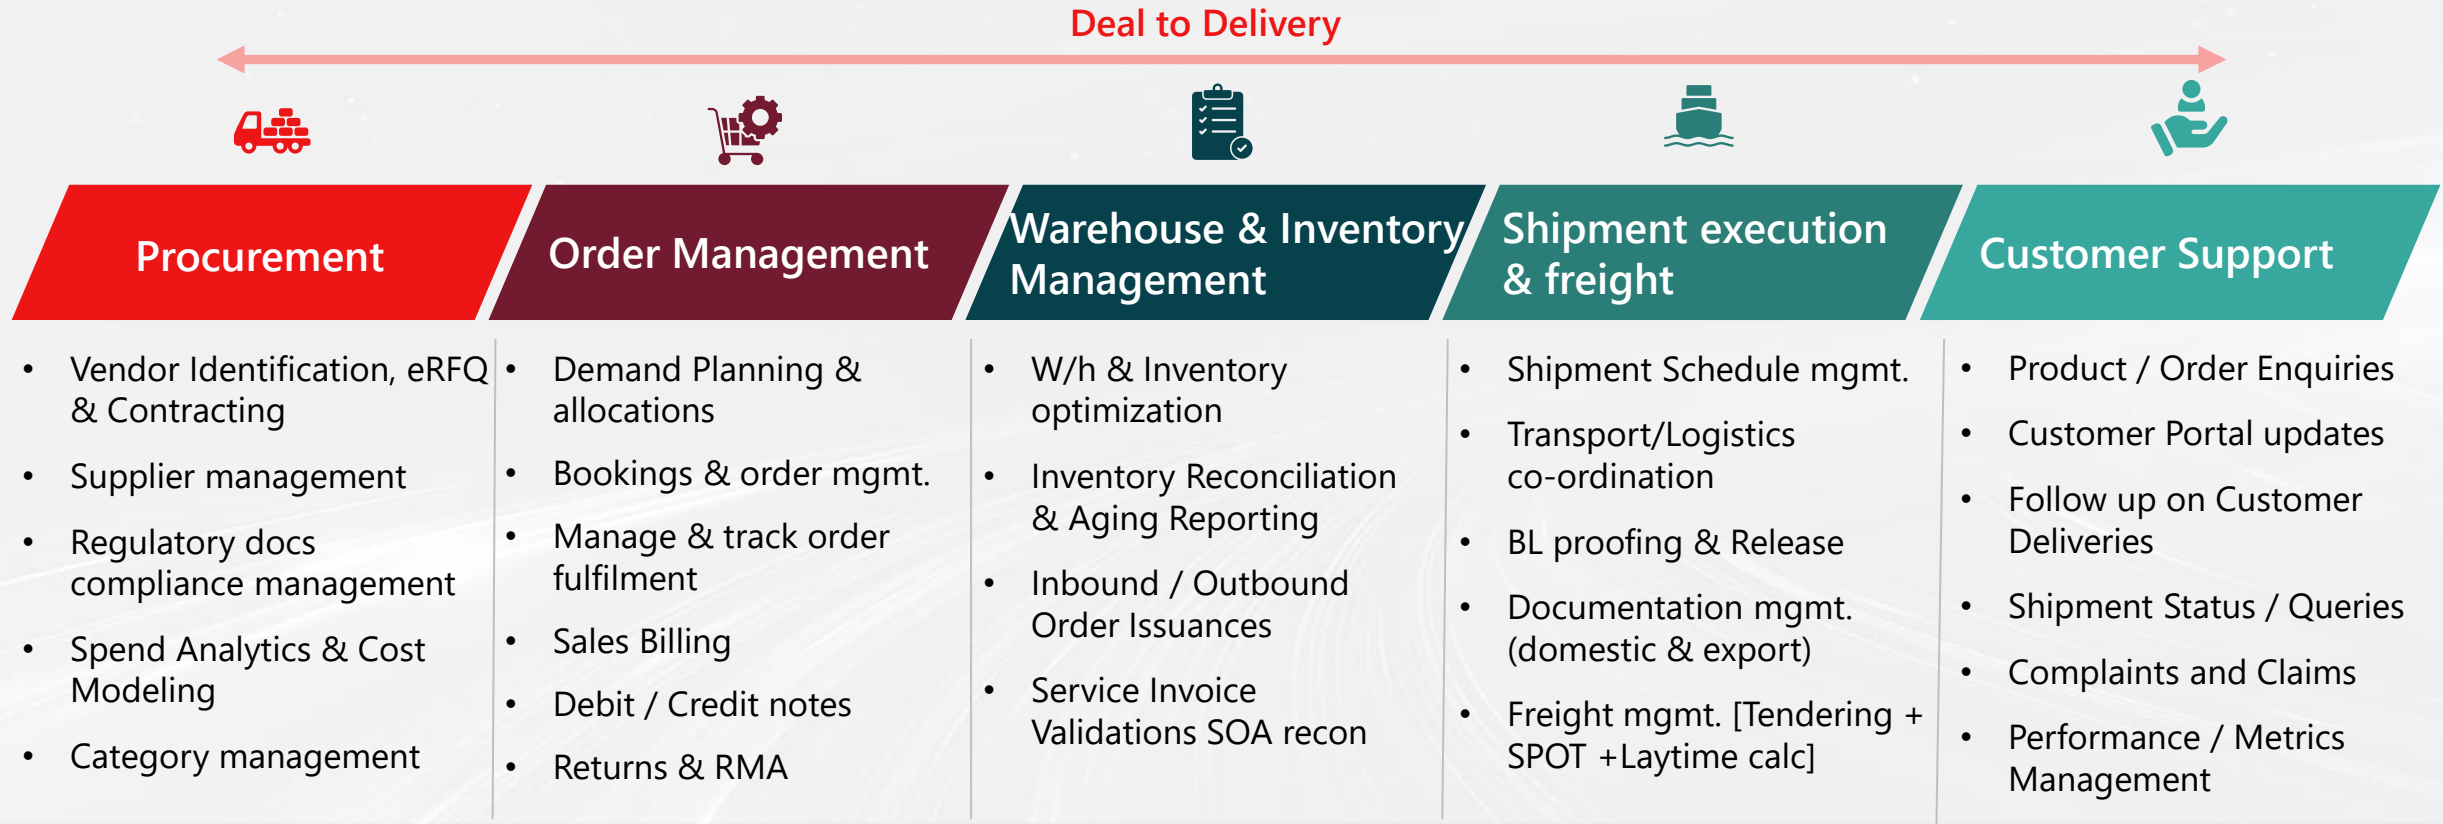 Deal to Delivery
Procurement
• Vendor Identification, eRFQ
& Contracting
• Supplier management
• Regulatory docs
compliance management
• Spend Analytics & Cost
Modeling
• Category management
Order Management
• Demand Planning &
allocations
• Bookings & order mgmt.
• Manage & track order
fulfilment
• Sales Billing
• Debit / Credit notes
• Returns & RMA
Warehouse & Inventory
Management
• W/h & Inventory
optimization
• Inventory Reconciliation
& Aging Reporting
• Inbound / Outbound
Order Issuances
• Service Invoice
Validations SOA recon
Shipment execution
& freight
• Shipment Schedule mgmt.
• Transport/Logistics
co-ordination
• BL proofing & Release
• Documentation mgmt.
(domestic & export)
• Freight mgmt. [Tendering +
SPOT +Laytime calc]
Customer Support
• Product / Order Enquiries
• Customer Portal updates
• Follow up on Customer
Deliveries
• Shipment Status / Queries
• Complaints and Claims
• Performance / Metrics
Management